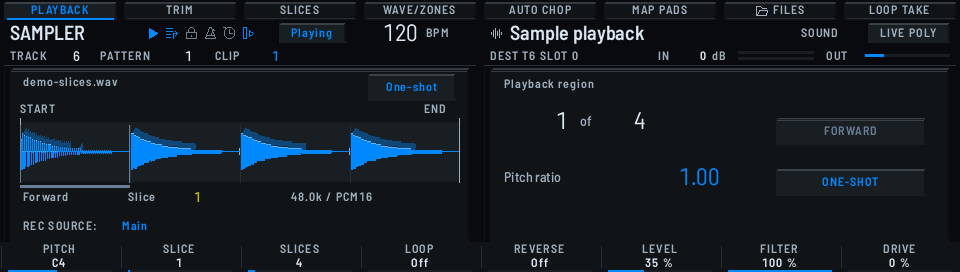 PLAYBACK TRIM SLICES WAVE/ZONES AUTO CHOP MAP PADS FILES LOOP TAKE
SAMPLER Playing 120 BPM Sample playback SOUND LIVE POLY
TRACK 6 PATTERN 1 CLIP 1 DEST T6 SLOT 0 IN 0 dB OUT
demo-slices.wav One-shot
START END
Forward Slice 1 48.0k / PCM16
REC SOURCE: Main
Playback region
1 of 4 FORWARD
Pitch ratio 1.00 ONE-SHOT
PITCH SLICE SLICES LOOP REVERSE LEVEL FILTER DRIVE
C4 1 4 Off Off 35 % 100 % 0 %